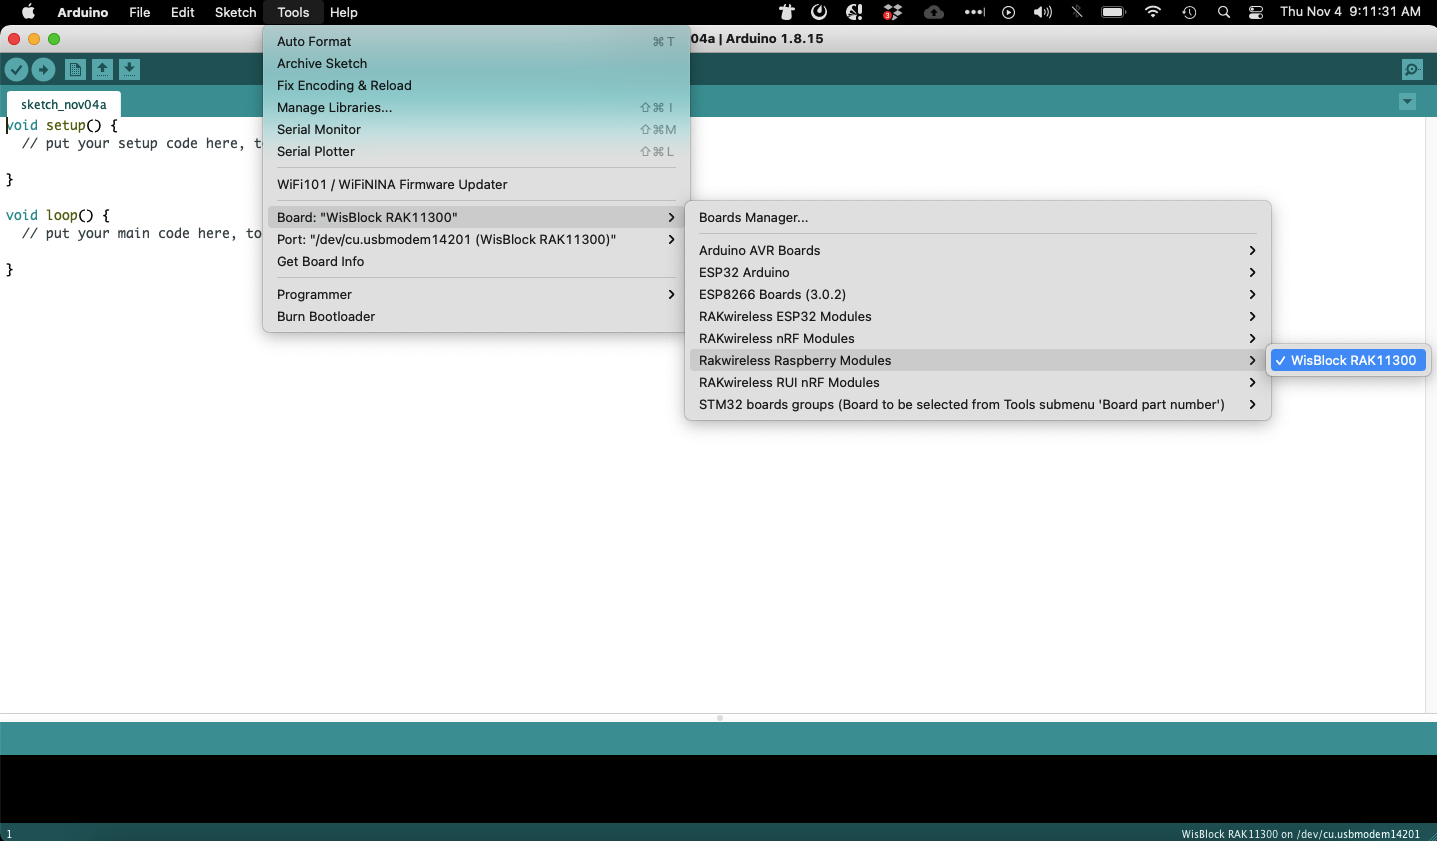 Arduino File Edit Sketch Tools Help
3
Thu Nov 4 9:11:31 AM
04a | Arduino 1.8.15
Auto Format ⌘ T
Archive Sketch
Fix Encoding & Reload
Manage Libraries... ⇧⌘ I
Serial Monitor ⇧⌘M
Serial Plotter ⇧⌘ L
WiFi101 / WiFiNINA Firmware Updater
Board: "WisBlock RAK11300"
Port: "/dev/cu.usbmodem14201 (WisBlock RAK11300)"
Get Board Info
Programmer
Burn Bootloader
Boards Manager...
Arduino AVR Boards
ESP32 Arduino
ESP8266 Boards (3.0.2)
RAKwireless ESP32 Modules
RAKwireless nRF Modules
Rakwireless Raspberry Modules
RAKwireless RUI nRF Modules
STM32 boards groups (Board to be selected from Tools submenu 'Board part number')
✓ WisBlock RAK11300
sketch_nov04a
void setup() {
// put your setup code here, t
}
void loop() {
// put your main code here, to
}
1
WisBlock RAK11300 on /dev/cu.usbmodem14201